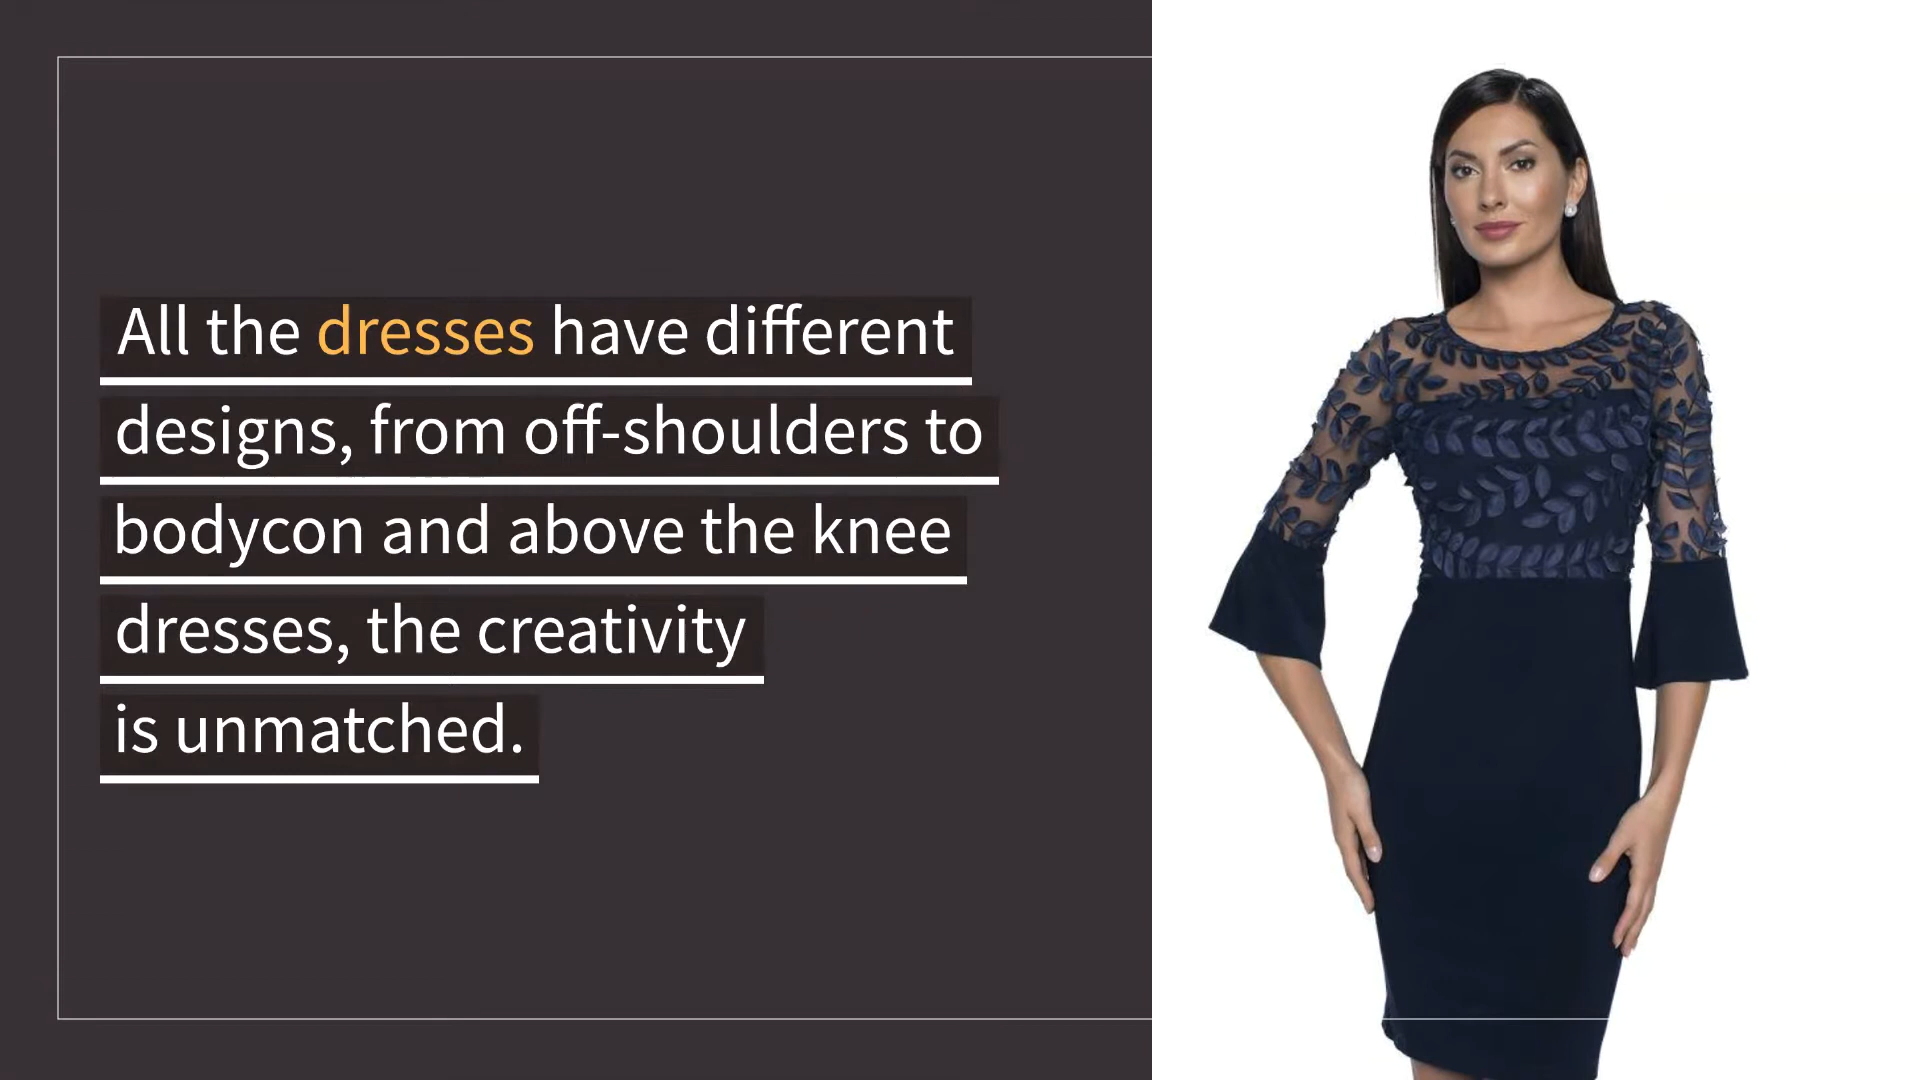 All the dresses have different
designs, from off-shoulders to
bodycon and above the knee
dresses, the creativity
is unmatched.